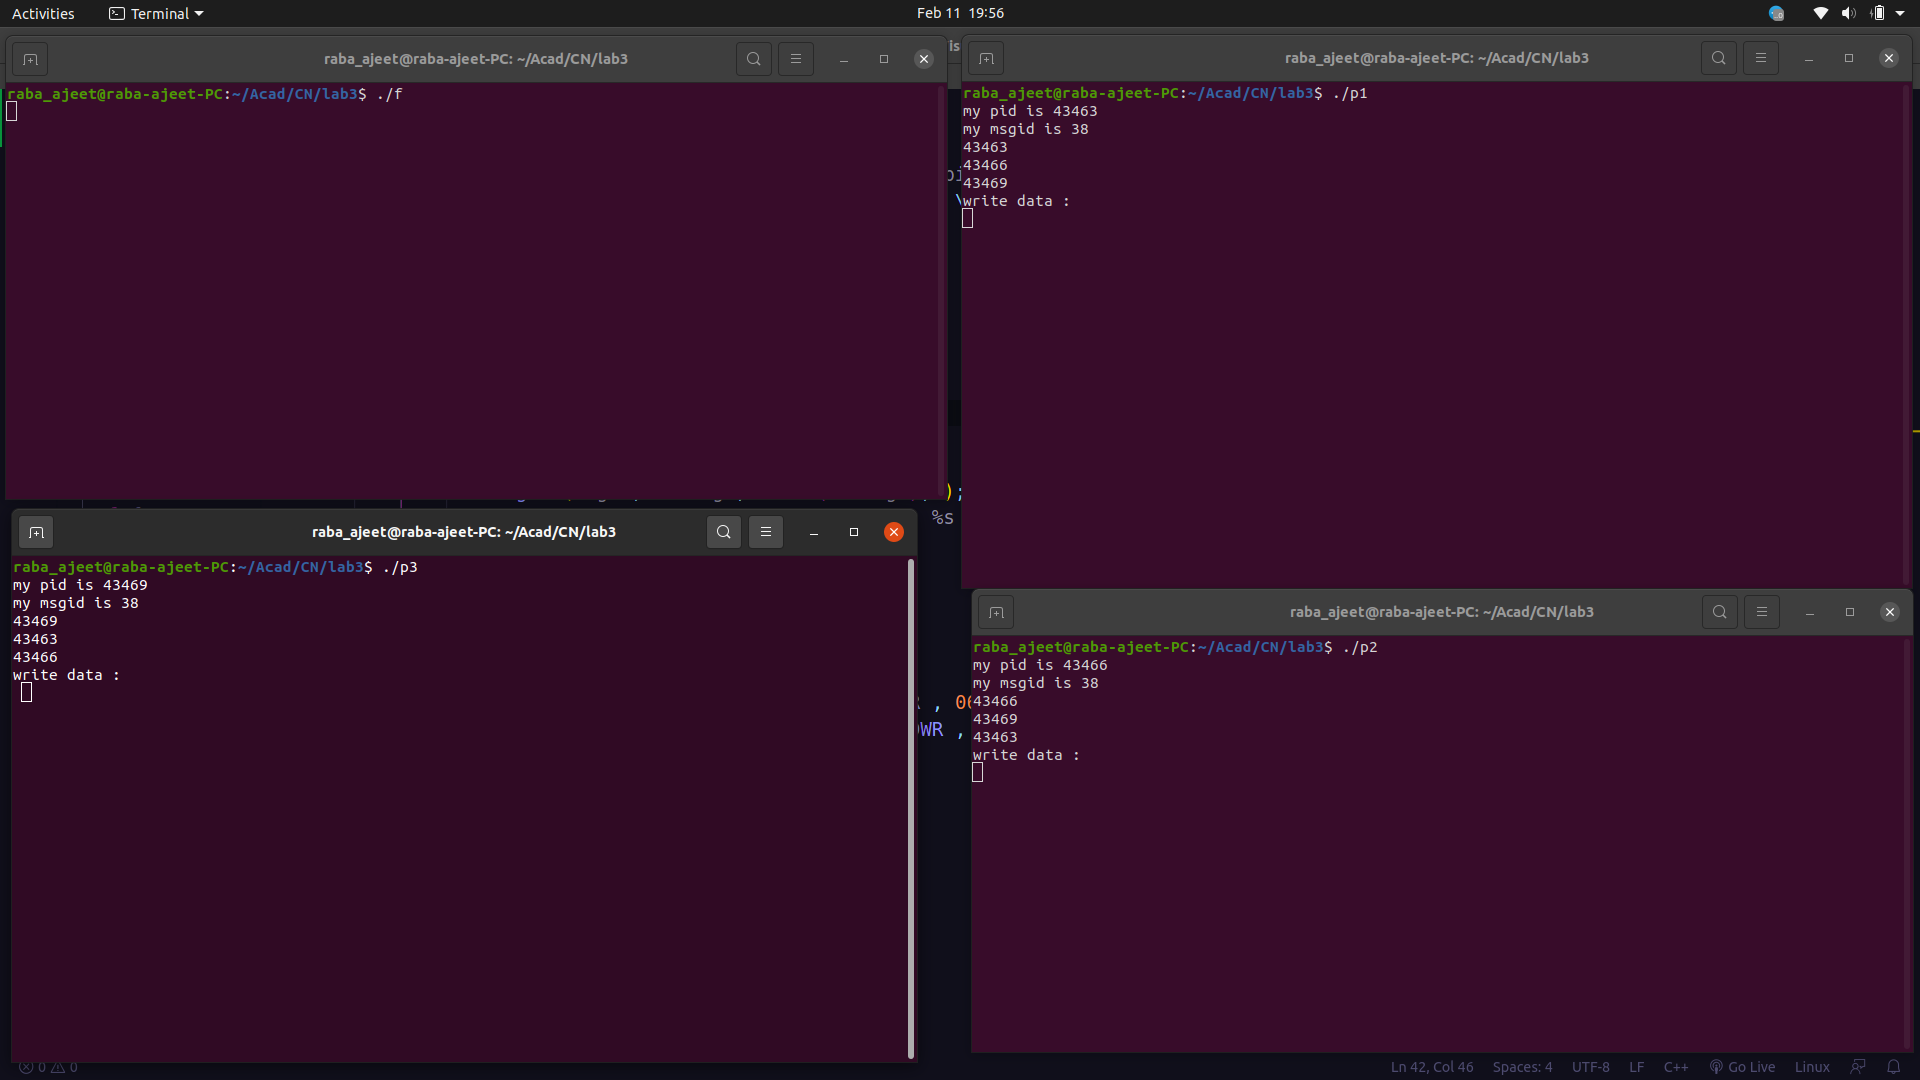 Activities Terminal Feb 11 19:56
raba_ajeet@raba-ajeet-PC: ~/Acad/CN/lab3
raba_ajeet@raba-ajeet-PC:~/Acad/CN/lab3$ ./f
raba_ajeet@raba-ajeet-PC: ~/Acad/CN/lab3
raba_ajeet@raba-ajeet-PC:~/Acad/CN/lab3$ ./p1
my pid is 43463
my msgid is 38
43463
43466
43469
write data :
raba_ajeet@raba-ajeet-PC: ~/Acad/CN/lab3
raba_ajeet@raba-ajeet-PC:~/Acad/CN/lab3$ ./p3
my pid is 43469
my msgid is 38
43469
43463
43466
write data :
);
%s
, 06
WR ,
raba_ajeet@raba-ajeet-PC: ~/Acad/CN/lab3
raba_ajeet@raba-ajeet-PC:~/Acad/CN/lab3$ ./p2
my pid is 43466
my msgid is 38
43466
43469
43463
write data :
0 0 Ln 42, Col 46 Spaces: 4 UTF-8 LF C++ Go Live Linux